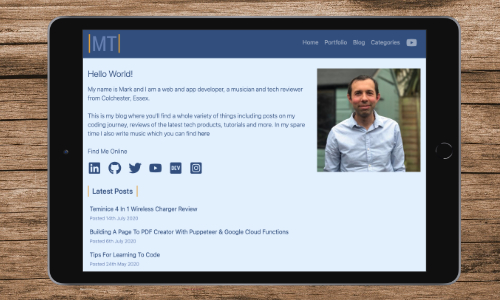 |MT|
Home Portfolio Blog Categories
Hello World!
My name is Mark and I am a web and app developer, a musician and tech reviewer
from Colchester, Essex.
This is my blog where you'll find a whole variety of things including posts on my
coding journey, reviews of the latest tech products, tutorials and more. In my spare
time I also write music which you can find here
Find Me Online
in DEV
Latest Posts
Teminice 4 In 1 Wireless Charger Review
Posted 14th July 2020
Building A Page To PDF Creator With Puppeteer & Google Cloud Functions
Posted 6th July 2020
Tips For Learning To Code
Posted 24th May 2020